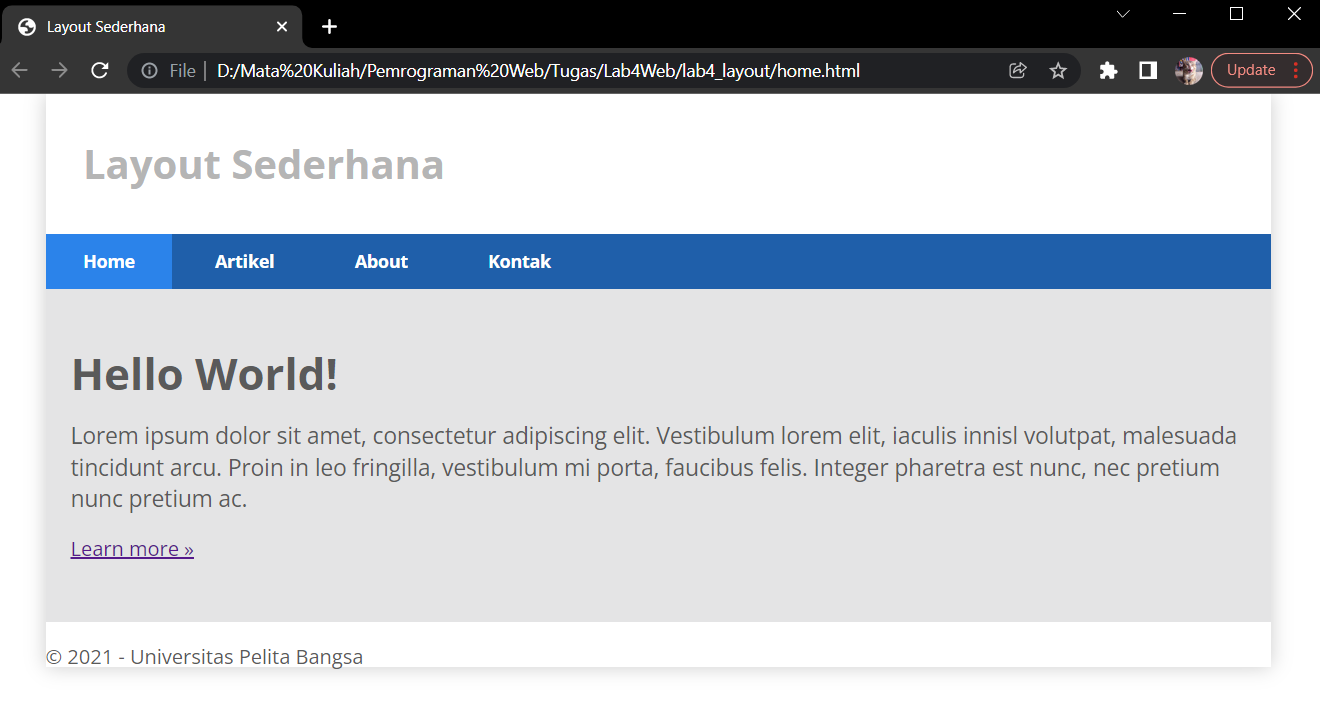 Layout Sederhana
File | D:/Mata%20Kuliah/Pemrograman%20Web/Tugas/Lab4Web/lab4_layout/home.html Update
Layout Sederhana
Home Artikel About Kontak
Hello World!
Lorem ipsum dolor sit amet, consectetur adipiscing elit. Vestibulum lorem elit, iaculis innisl volutpat, malesuada
tincidunt arcu. Proin in leo fringilla, vestibulum mi porta, faucibus felis. Integer pharetra est nunc, nec pretium
nunc pretium ac.
Learn more »
© 2021 - Universitas Pelita Bangsa